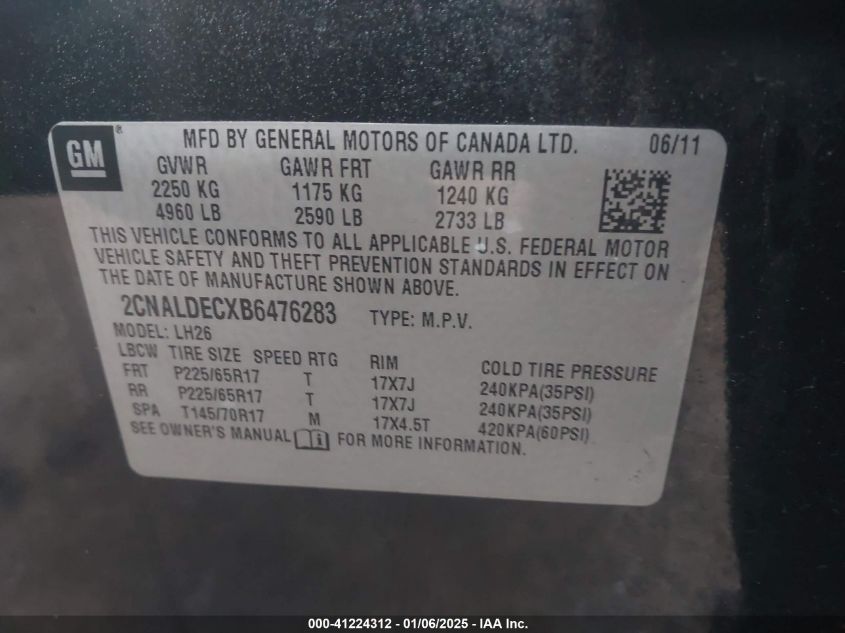 GM® MFD BY GENERAL MOTORS OF CANADA LTD. 06/11
GVWR GAWR FRT GAWR RR
2250 KG 1175 KG 1240 KG
4960 LB 2590 LB 2733 LB
THIS VEHICLE CONFORMS TO ALL APPLICABLE U.S. FEDERAL MOTOR
VEHICLE SAFETY AND THEFT PREVENTION STANDARDS IN EFFECT ON
THE DATE OF MANUFACTURE SHOWN ABOVE.
2CNALDECXB6476283 TYPE: M.P.V.
MODEL: LH26
LBCW TIRE SIZE SPEED RTG RIM COLD TIRE PRESSURE
FRT P225/65R17 T 17X7J 240KPA(35PSI)
RR P225/65R17 T 17X7J 240KPA(35PSI)
SPA T145/70R17 M 17X4.5T 420KPA(60PSI)
SEE OWNER'S MANUAL FOR MORE INFORMATION.
000-41224312 - 01/06/2025 - IAA Inc.